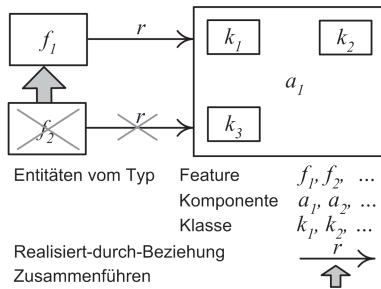 f1 r k1 k2
a1
f2 r k3
Entitäten vom Typ Feature f1, f2, ...
Komponente a1, a2, ...
Klasse k1, k2, ...
Realisiert-durch-Beziehung r
Zusammenführen